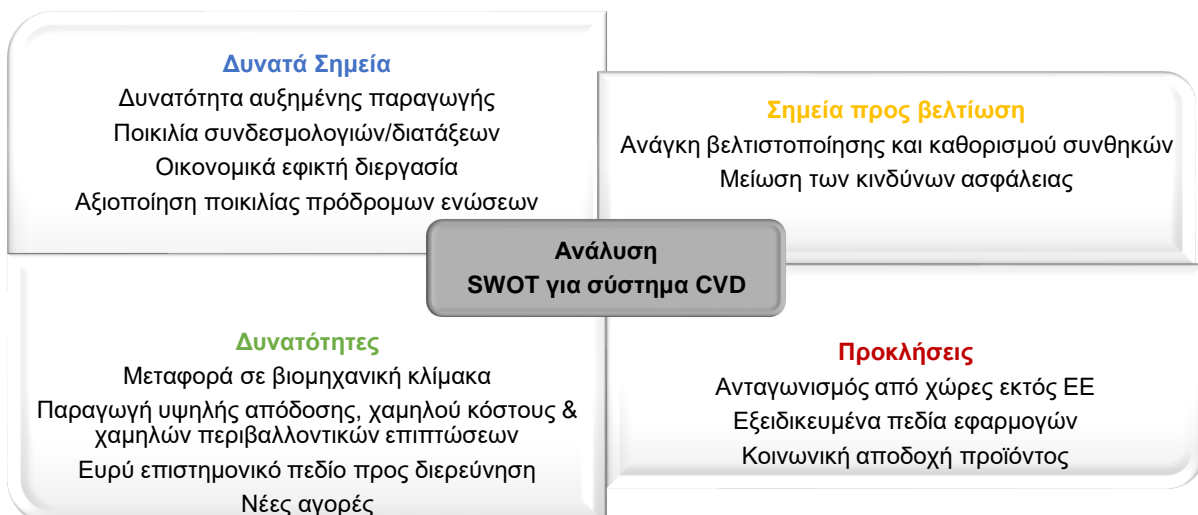 Δυνατά Σημεία
Δυνατότητα αυξημένης παραγωγής
Ποικιλία συνδεσμολογιών/διατάξεων
Οικονομικά εφικτή διεργασία
Αξιοποίηση ποικιλίας πρόδρομων ενώσεων
Σημεία προς βελτίωση
Ανάγκη βελτιστοποίησης και καθορισμού συνθηκών
Μείωση των κινδύνων ασφάλειας
Ανάλυση
SWOT για σύστημα CVD
Δυνατότητες
Μεταφορά σε βιομηχανική κλίμακα
Παραγωγή υψηλής απόδοσης, χαμηλού κόστους &
χαμηλών περιβαλλοντικών επιπτώσεων
Ευρύ επιστημονικό πεδίο προς διερεύνηση
Νέες αγορές
Προκλήσεις
Ανταγωνισμός από χώρες εκτός ΕΕ
Εξειδικευμένα πεδία εφαρμογών
Κοινωνική αποδοχή προϊόντος